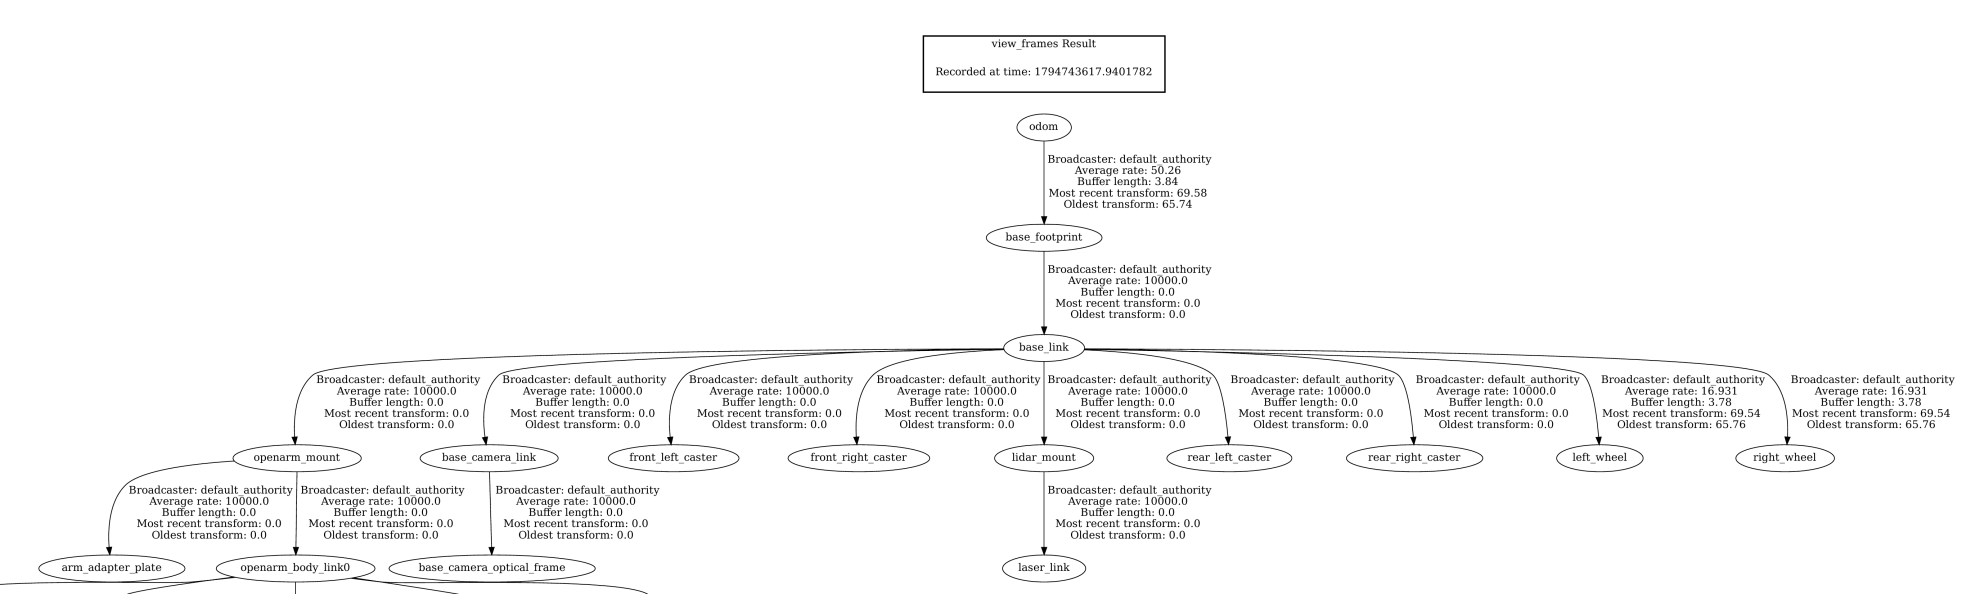 view_frames Result
Recorded at time: 1794743617.9401782
odom
Broadcaster: default_authority
Average rate: 50.26
Buffer length: 3.84
Most recent transform: 69.58
Oldest transform: 65.74
base_footprint
Broadcaster: default_authority
Average rate: 10000.0
Buffer length: 0.0
Most recent transform: 0.0
Oldest transform: 0.0
base_link
Broadcaster: default_authority
Average rate: 10000.0
Buffer length: 0.0
Most recent transform: 0.0
Oldest transform: 0.0
Broadcaster: default_authority
Average rate: 10000.0
Buffer length: 0.0
Most recent transform: 0.0
Oldest transform: 0.0
Broadcaster: default_authority
Average rate: 10000.0
Buffer length: 0.0
Most recent transform: 0.0
Oldest transform: 0.0
Broadcaster: default_authority
Average rate: 10000.0
Buffer length: 0.0
Most recent transform: 0.0
Oldest transform: 0.0
Broadcaster: default_authority
Average rate: 10000.0
Buffer length: 0.0
Most recent transform: 0.0
Oldest transform: 0.0
Broadcaster: default_authority
Average rate: 10000.0
Buffer length: 0.0
Most recent transform: 0.0
Oldest transform: 0.0
Broadcaster: default_authority
Average rate: 10000.0
Buffer length: 0.0
Most recent transform: 0.0
Oldest transform: 0.0
Broadcaster: default_authority
Average rate: 16.931
Buffer length: 3.78
Most recent transform: 69.54
Oldest transform: 65.76
Broadcaster: default_authority
Average rate: 16.931
Buffer length: 3.78
Most recent transform: 69.54
Oldest transform: 65.76
openarm_mount
base_camera_link
front_left_caster
front_right_caster
lidar_mount
rear_left_caster
rear_right_caster
left_wheel
right_wheel
Broadcaster: default_authority
Average rate: 10000.0
Buffer length: 0.0
Most recent transform: 0.0
Oldest transform: 0.0
Broadcaster: default_authority
Average rate: 10000.0
Buffer length: 0.0
Most recent transform: 0.0
Oldest transform: 0.0
Broadcaster: default_authority
Average rate: 10000.0
Buffer length: 0.0
Most recent transform: 0.0
Oldest transform: 0.0
Broadcaster: default_authority
Average rate: 10000.0
Buffer length: 0.0
Most recent transform: 0.0
Oldest transform: 0.0
arm_adapter_plate
openarm_body_link0
base_camera_optical_frame
laser_link